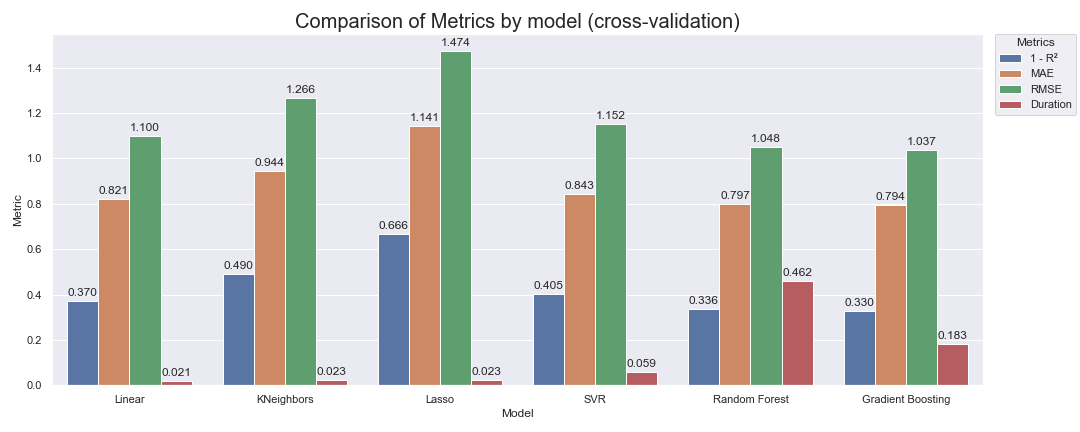 Comparison of Metrics by model (cross-validation)
Metrics
1 - R²
MAE
RMSE
Duration
Metric
1.4
1.2
1.0
0.8
0.6
0.4
0.2
0.0
0.370
0.821
1.100
0.021
0.490
0.944
1.266
0.023
0.666
1.141
1.474
0.023
0.405
0.843
1.152
0.059
0.336
0.797
1.048
0.462
0.330
0.794
1.037
0.183
Linear
KNeighbors
Lasso
SVR
Random Forest
Gradient Boosting
Model